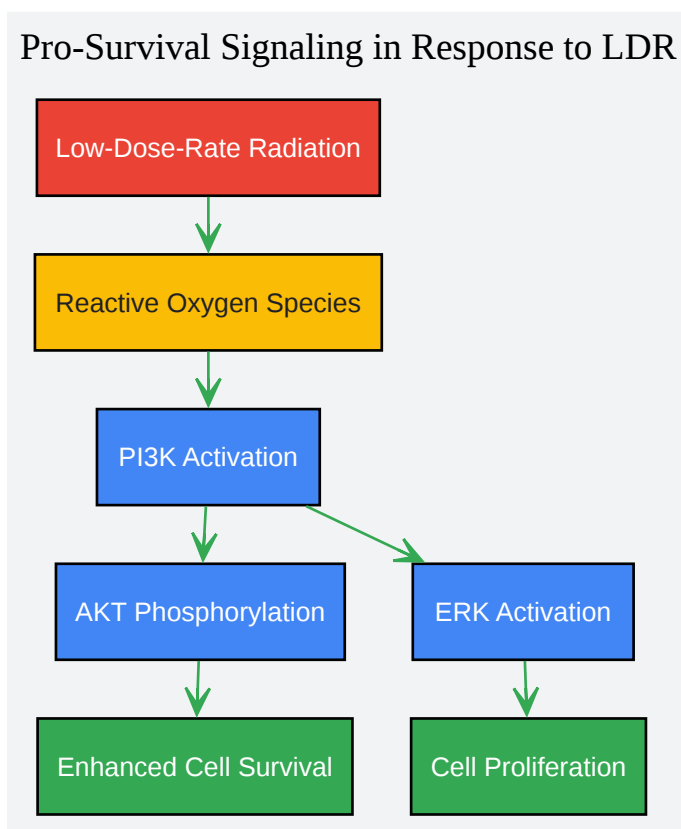 Pro-Survival Signaling in Response to LDR
Low-Dose-Rate Radiation
Reactive Oxygen Species
PI3K Activation
AKT Phosphorylation
ERK Activation
Enhanced Cell Survival
Cell Proliferation